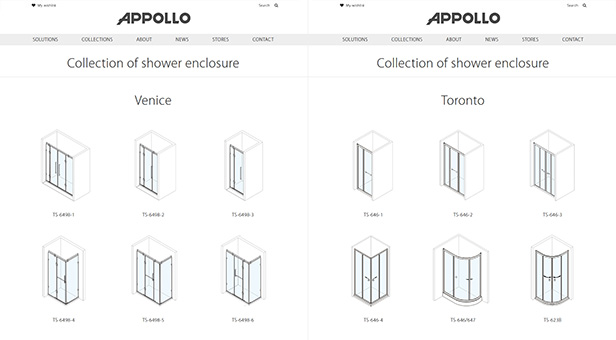 My wishlist
Search
APPOLLO
SOLUTIONS COLLECTIONS ABOUT NEWS STORES CONTACT
Collection of shower enclosure
Venice
TS-6498-1 TS-6498-2 TS-6498-3
TS-6498-4 TS-6498-5 TS-6498-6
My wishlist
Search
APPOLLO
SOLUTIONS COLLECTIONS ABOUT NEWS STORES CONTACT
Collection of shower enclosure
Toronto
TS-646-1 TS-646-2 TS-646-3
TS-646-4 TS-646/647 TS-623B